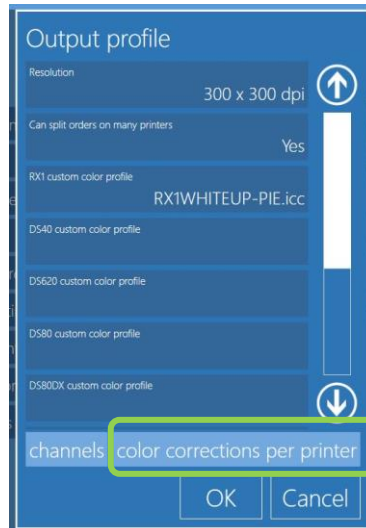 Output profile
Resolution
300 x 300 dpi
Can split orders on many printers
Yes
RX1 custom color profile
RX1WHITEUP-PIE.icc
DS40 custom color profile
DS620 custom color profile
DS80 custom color profile
DS80DX custom color profile
channels color corrections per printer
OK Cancel